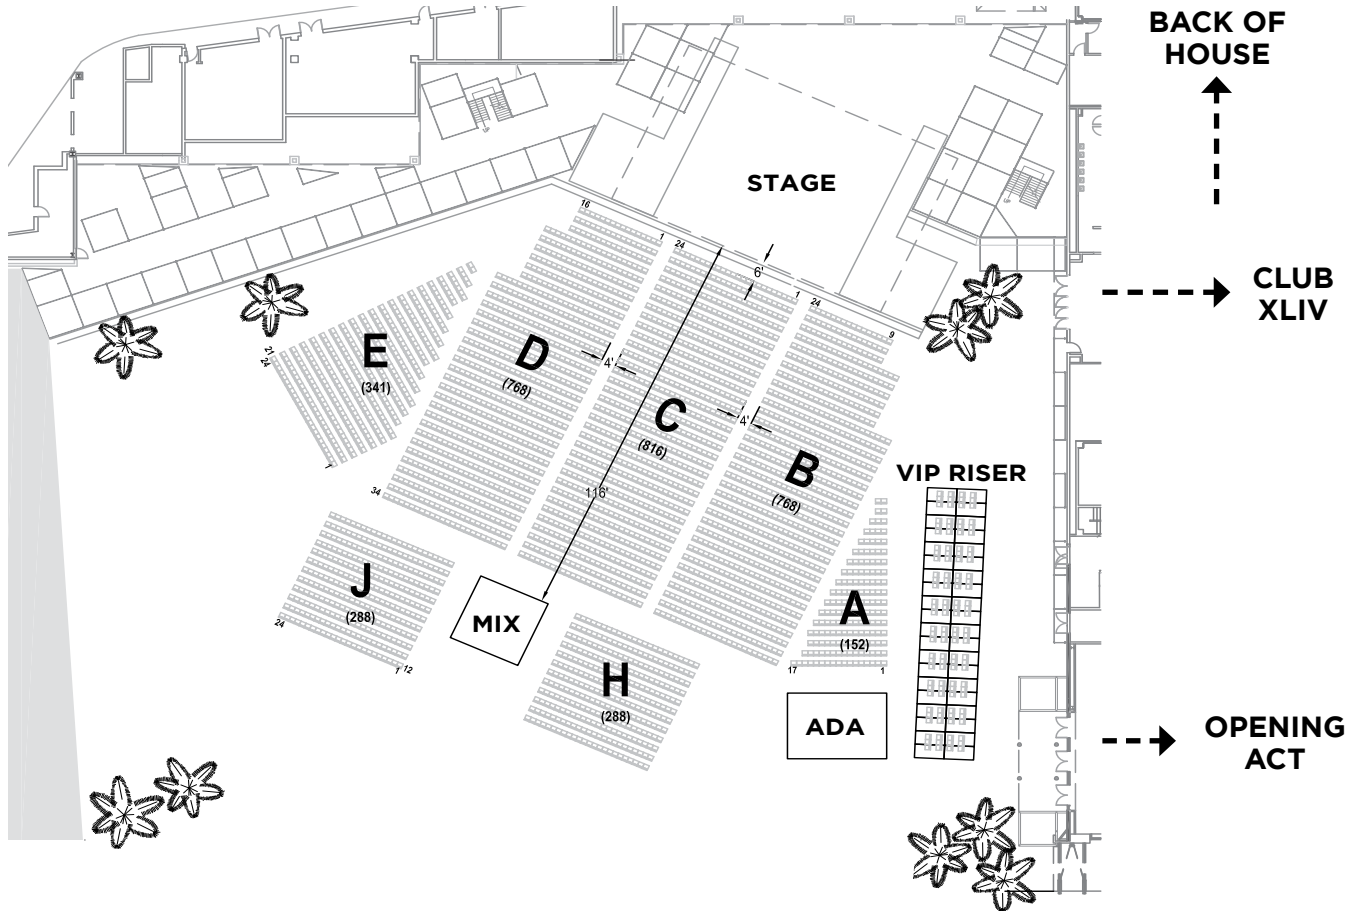 BACK OF
HOUSE
STAGE
16
1
24
6'
CLUB
XLIV
1
24
9
E
(341)
21
24
1
D
(768)
4'
C
(816)
4'
B
(768)
116'
34
VIP RISER
J
(288)
24
1 12
MIX
A
(152)
17
1
H
(288)
ADA
OPENING
ACT